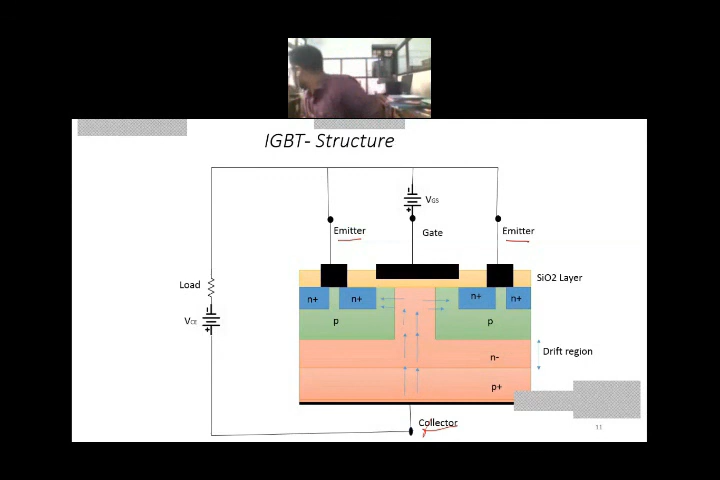 IGBT- Structure
VGS
Emitter
Gate
Emitter
SiO2 Layer
Load
n+
n+
n+
n+
VCE
p
p
Drift region
n-
p+
Collector
11